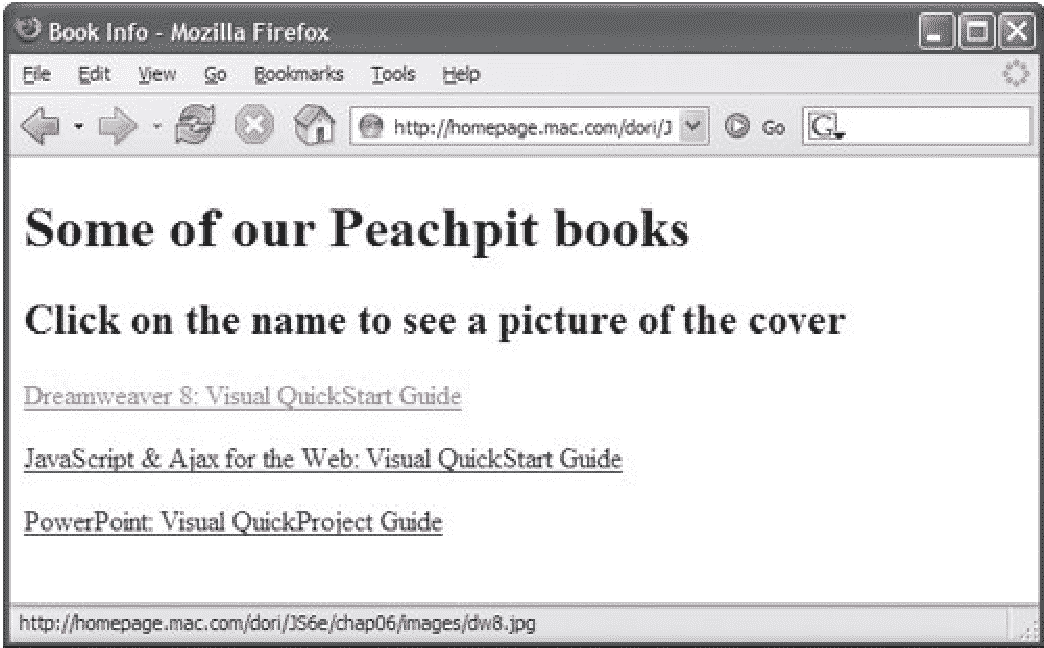 Book Info - Mozilla Firefox
File Edit View Go Bookmarks Tools Help
http://homepage.mac.com/dori/J Go G
Some of our Peachpit books
Click on the name to see a picture of the cover
Dreamweaver 8: Visual QuickStart Guide
JavaScript & Ajax for the Web: Visual QuickStart Guide
PowerPoint: Visual QuickProject Guide
http://homepage.mac.com/dori/JS6e/chap06/images/dw8.jpg